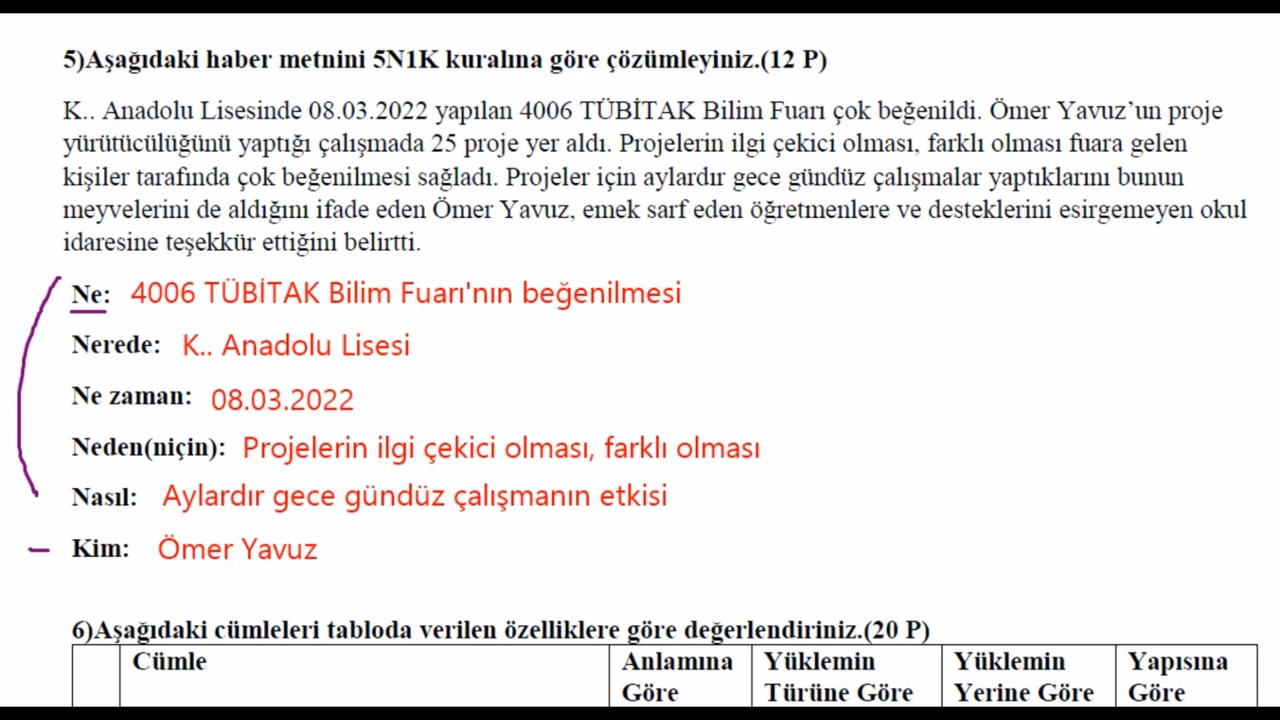 5)Aşağıdaki haber metnini 5N1K kuralına göre çözümleyiniz.(12 P)
K.. Anadolu Lisesinde 08.03.2022 yapılan 4006 TÜBİTAK Bilim Fuarı çok beğenildi. Ömer Yavuz’un proje
yürütücülüğünü yaptığı çalışmada 25 proje yer aldı. Projelerin ilgi çekici olması, farklı olması fuara gelen
kişiler tarafında çok beğenilmesi sağladı. Projeler için aylardır gece gündüz çalışmalar yaptıklarını bunun
meyvelerini de aldığını ifade eden Ömer Yavuz, emek sarf eden öğretmenlere ve desteklerini esirgemeyen okul
idaresine teşekkür ettiğini belirtti.
Ne: 4006 TÜBİTAK Bilim Fuarı'nın beğenilmesi
Nerede: K.. Anadolu Lisesi
Ne zaman: 08.03.2022
Neden(niçin): Projelerin ilgi çekici olması, farklı olması
Nasıl: Aylardır gece gündüz çalışmanın etkisi
Kim: Ömer Yavuz
6)Aşağıdaki cümleleri tabloda verilen özelliklere göre değerlendiriniz.(20 P)
Cümle Anlamına Yüklemin Yüklemin Yapısına
Göre Türüne Göre Yerine Göre Göre